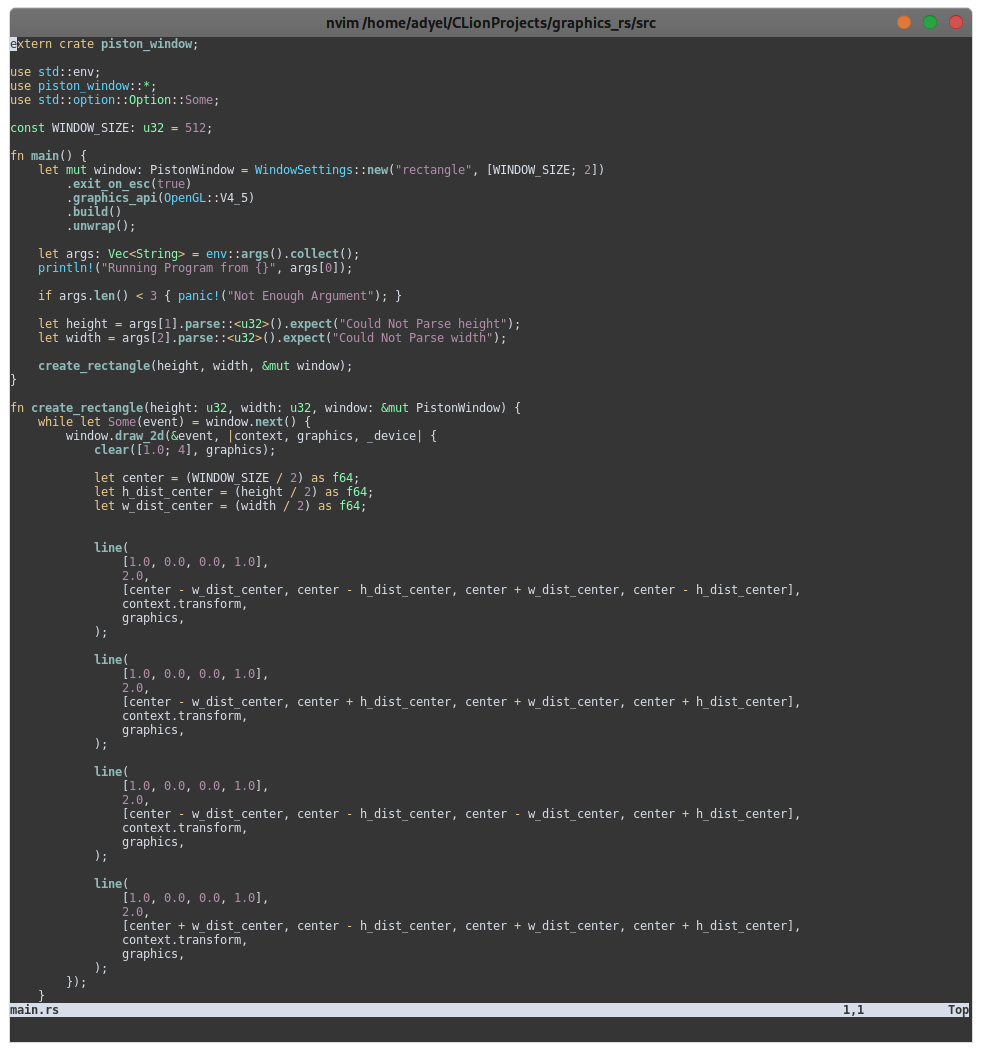 nvim /home/adyel/CLionProjects/graphics_rs/src
extern crate piston_window;

use std::env;
use piston_window::*;
use std::option::Option::Some;

const WINDOW_SIZE: u32 = 512;

fn main() {
    let mut window: PistonWindow = WindowSettings::new("rectangle", [WINDOW_SIZE; 2])
        .exit_on_esc(true)
        .graphics_api(OpenGL::V4_5)
        .build()
        .unwrap();

    let args: Vec<String> = env::args().collect();
    println!("Running Program from {}", args[0]);

    if args.len() < 3 { panic!("Not Enough Argument"); }

    let height = args[1].parse::<u32>().expect("Could Not Parse height");
    let width = args[2].parse::<u32>().expect("Could Not Parse width");

    create_rectangle(height, width, &mut window);
}

fn create_rectangle(height: u32, width: u32, window: &mut PistonWindow) {
    while let Some(event) = window.next() {
        window.draw_2d(&event, |context, graphics, _device| {
            clear([1.0; 4], graphics);

            let center = (WINDOW_SIZE / 2) as f64;
            let h_dist_center = (height / 2) as f64;
            let w_dist_center = (width / 2) as f64;


            line(
                [1.0, 0.0, 0.0, 1.0],
                2.0,
                [center - w_dist_center, center - h_dist_center, center + w_dist_center, center - h_dist_center],
                context.transform,
                graphics,
            );

            line(
                [1.0, 0.0, 0.0, 1.0],
                2.0,
                [center - w_dist_center, center + h_dist_center, center + w_dist_center, center + h_dist_center],
                context.transform,
                graphics,
            );

            line(
                [1.0, 0.0, 0.0, 1.0],
                2.0,
                [center - w_dist_center, center - h_dist_center, center - w_dist_center, center + h_dist_center],
                context.transform,
                graphics,
            );

            line(
                [1.0, 0.0, 0.0, 1.0],
                2.0,
                [center + w_dist_center, center - h_dist_center, center + w_dist_center, center + h_dist_center],
                context.transform,
                graphics,
            );
        });
    }
main.rs 1,1 Top